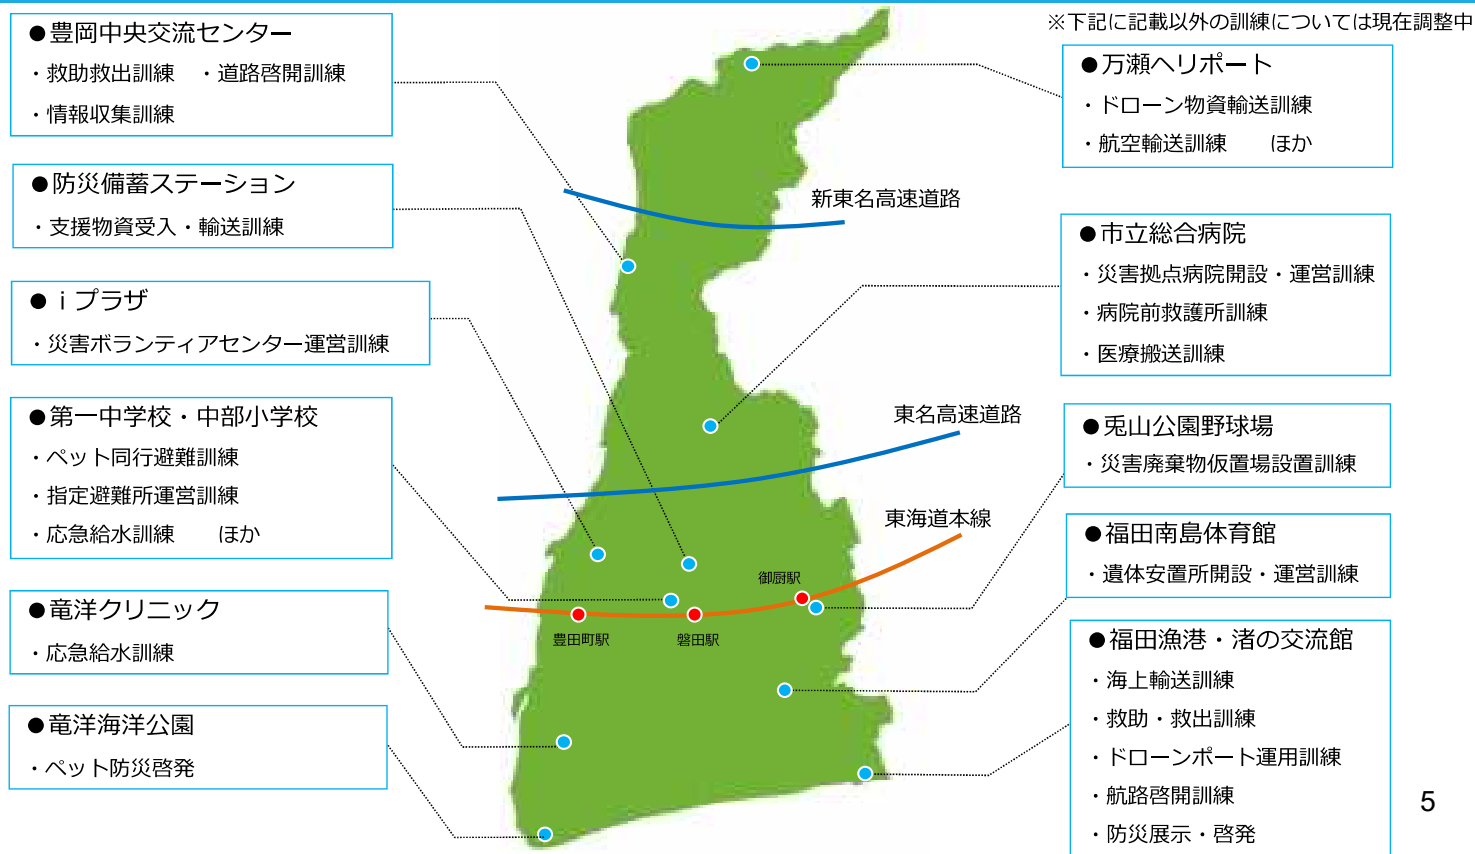 ※下記に記載以外の訓練については現在調整中
●豊岡中央交流センター
・救助救出訓練　・道路啓開訓練
・情報収集訓練
●防災備蓄ステーション
・支援物資受入・輸送訓練
●ｉプラザ
・災害ボランティアセンター運営訓練
●第一中学校・中部小学校
・ペット同行避難訓練
・指定避難所運営訓練
・応急給水訓練　　ほか
●竜洋クリニック
・応急給水訓練
●竜洋海洋公園
・ペット防災啓発
新東名高速道路
東名高速道路
東海道本線
御厨駅
豊田町駅
磐田駅
●万瀬ヘリポート
・ドローン物資輸送訓練
・航空輸送訓練　　ほか
●市立総合病院
・災害拠点病院開設・運営訓練
・病院前救護所訓練
・医療搬送訓練
●兎山公園野球場
・災害廃棄物仮置場設置訓練
●福田南島体育館
・遺体安置所開設・運営訓練
●福田漁港・渚の交流館
・海上輸送訓練
・救助・救出訓練
・ドローンポート運用訓練
・航路啓開訓練
・防災展示・啓発
5